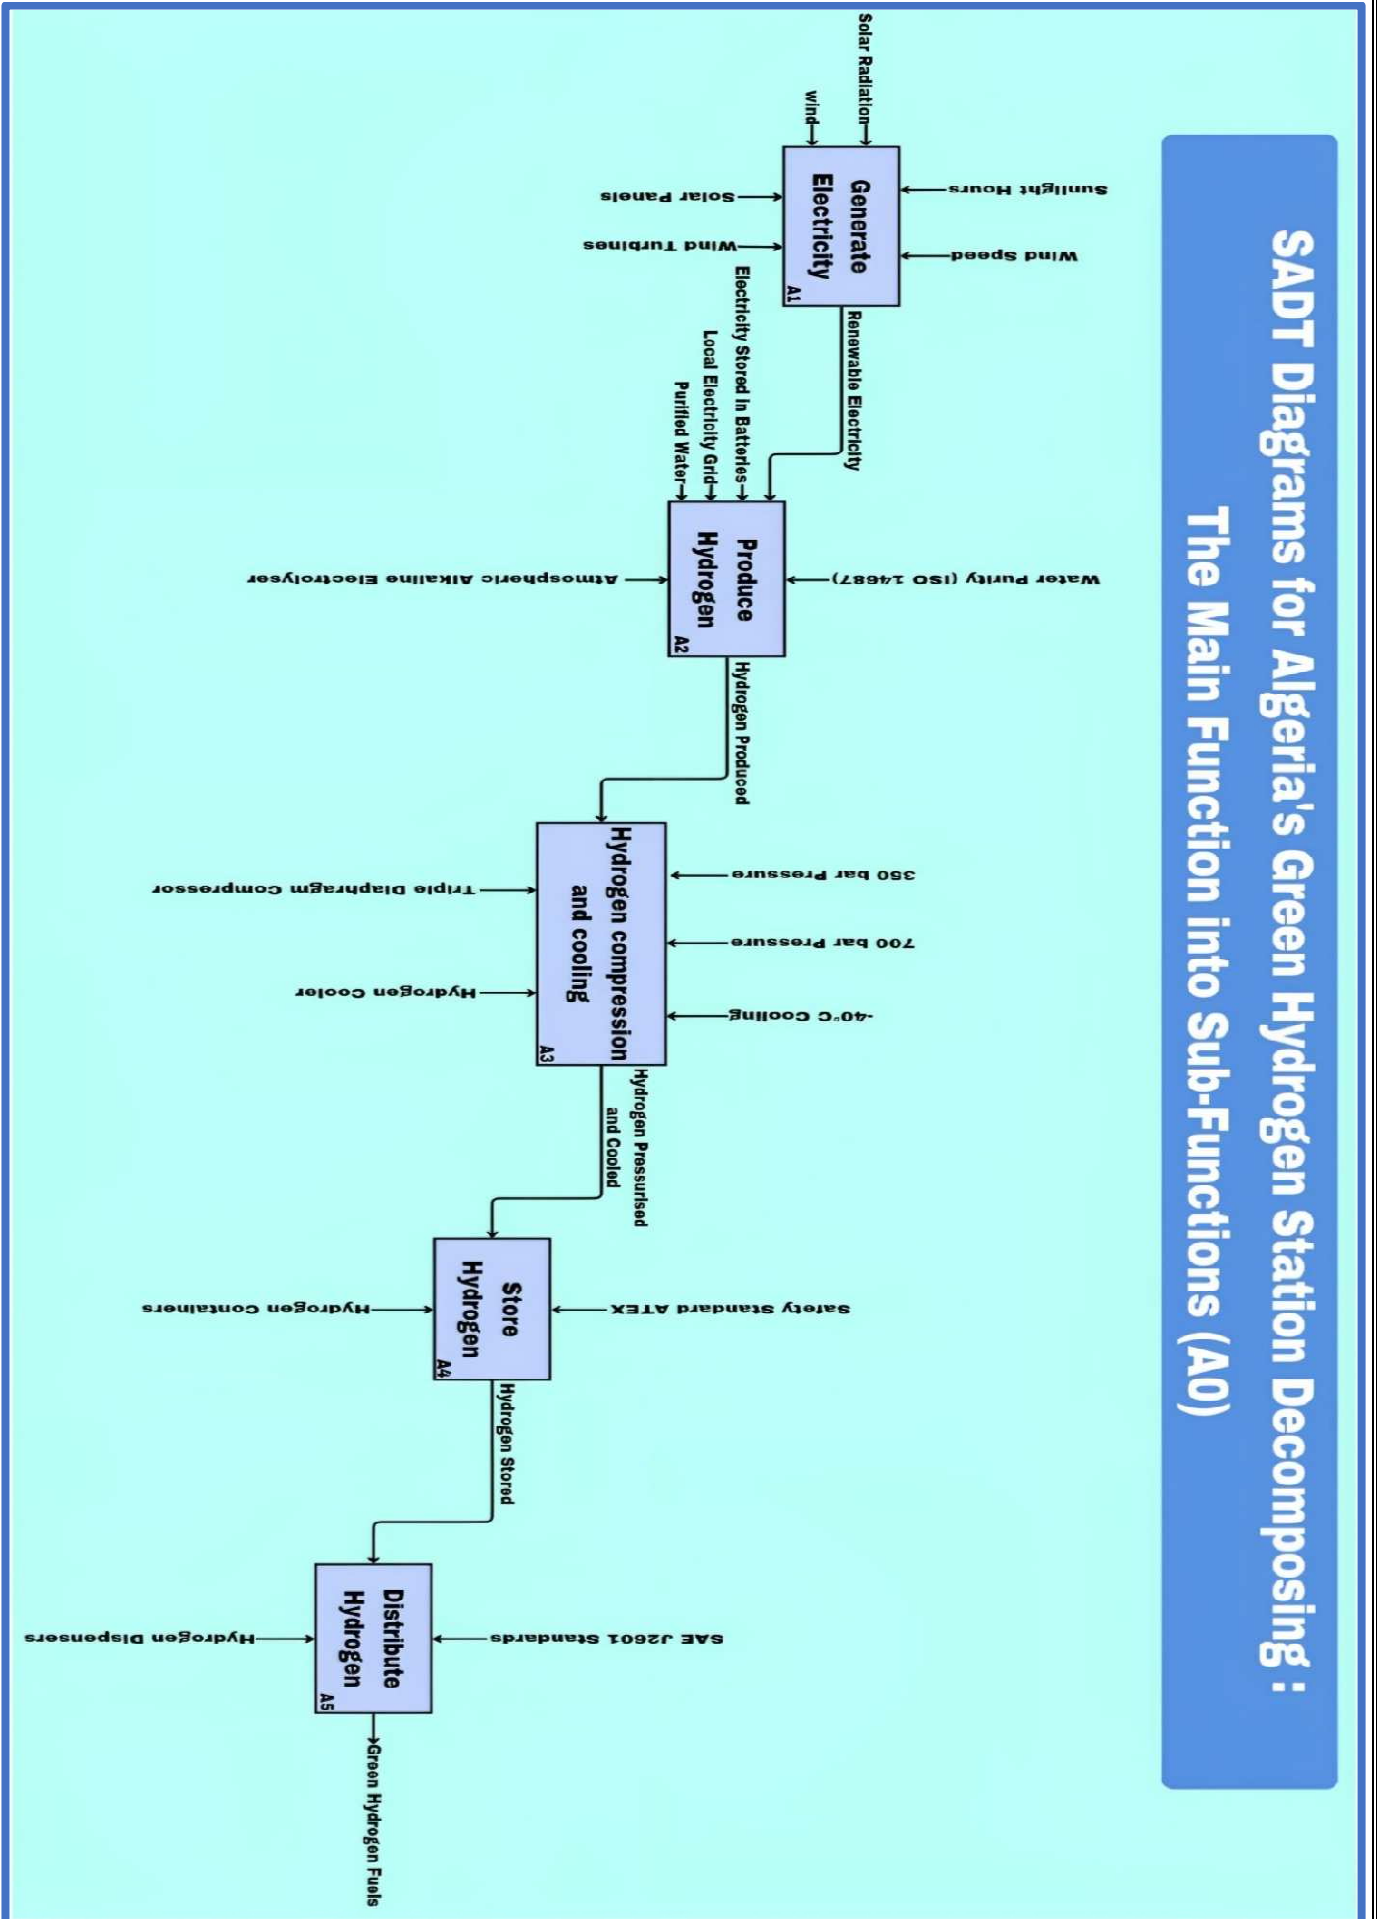 SADT Diagrams for Algeria's Green Hydrogen Station Decomposing :
The Main Function into Sub-Functions (A0)
Solar Radiation
wind
Sunlight Hours
Wind Speed
Generate
Electricity
A1
Solar Panels
Wind Turbines
Renewable Electricity
Electricity Stored in Batteries
Local Electricity Grid
Purified Water
Water Purity (ISO 14687)
Produce
Hydrogen
A2
Atmospheric Alkaline Electrolyser
Hydrogen Produced
350 bar Pressure
700 bar Pressure
-40°C Cooling
Hydrogen compression
and cooling
A3
Triple Diaphragm Compressor
Hydrogen Cooler
Hydrogen Pressurised
and Cooled
Safety Standard ATEX
Store
Hydrogen
A4
Hydrogen Containers
Hydrogen Stored
SAE J2601 Standards
Distribute
Hydrogen
A5
Hydrogen Dispensers
Green Hydrogen Fuels